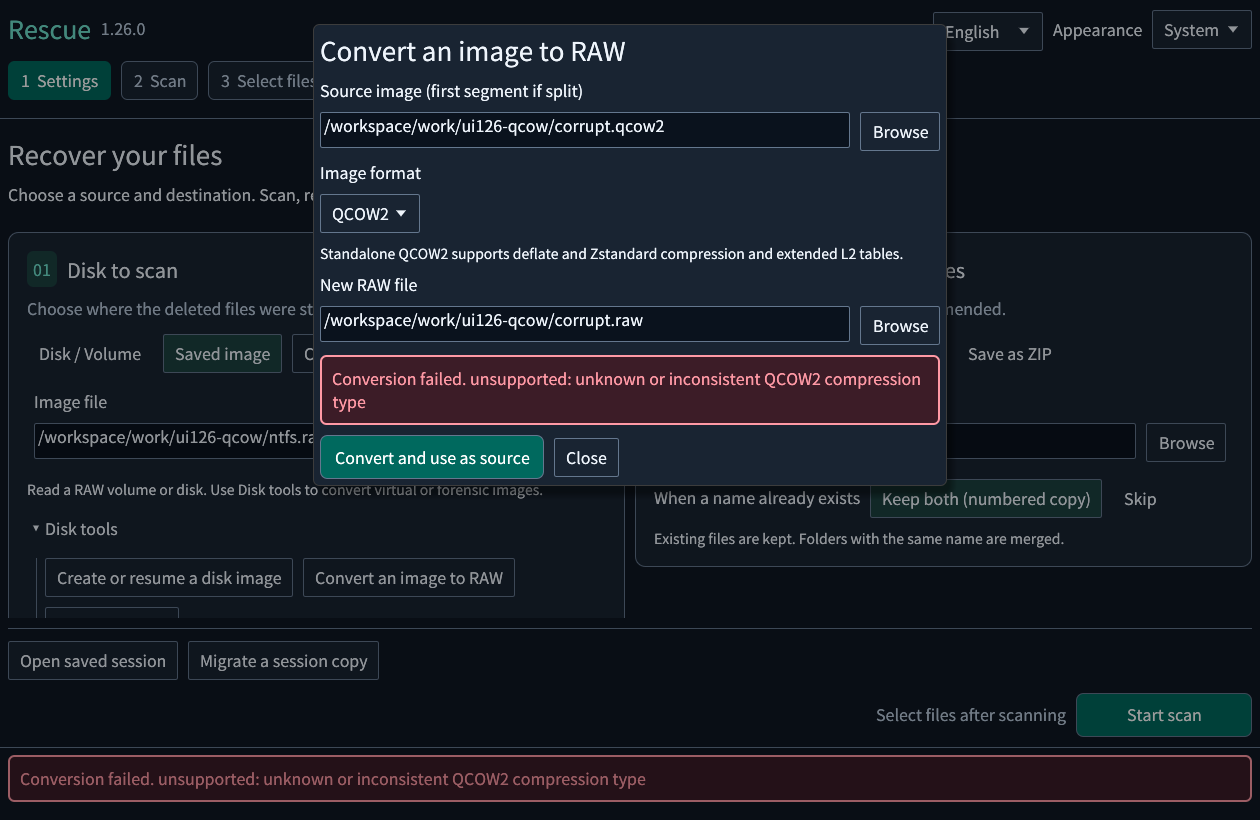 Rescue 1.26.0
English
Appearance
System
1 Settings
2 Scan
3 Select files
Recover your files
Choose a source and destination. Scan,
01 Disk to scan
Choose where the deleted files were
Disk / Volume
Saved image
Image file
/workspace/work/ui126-qcow/ntfs.ra
Browse
Save as ZIP
Read a RAW volume or disk. Use Disk tools to convert virtual or forensic images.
Disk tools
Create or resume a disk image
Convert an image to RAW
When a name already exists
Keep both (numbered copy)
Skip
Existing files are kept. Folders with the same name are merged.
Convert an image to RAW
Source image (first segment if split)
/workspace/work/ui126-qcow/corrupt.qcow2
Browse
Image format
QCOW2
Standalone QCOW2 supports deflate and Zstandard compression and extended L2 tables.
New RAW file
/workspace/work/ui126-qcow/corrupt.raw
Browse
Conversion failed. unsupported: unknown or inconsistent QCOW2 compression
type
Convert and use as source
Close
Open saved session
Migrate a session copy
Select files after scanning
Start scan
Conversion failed. unsupported: unknown or inconsistent QCOW2 compression type